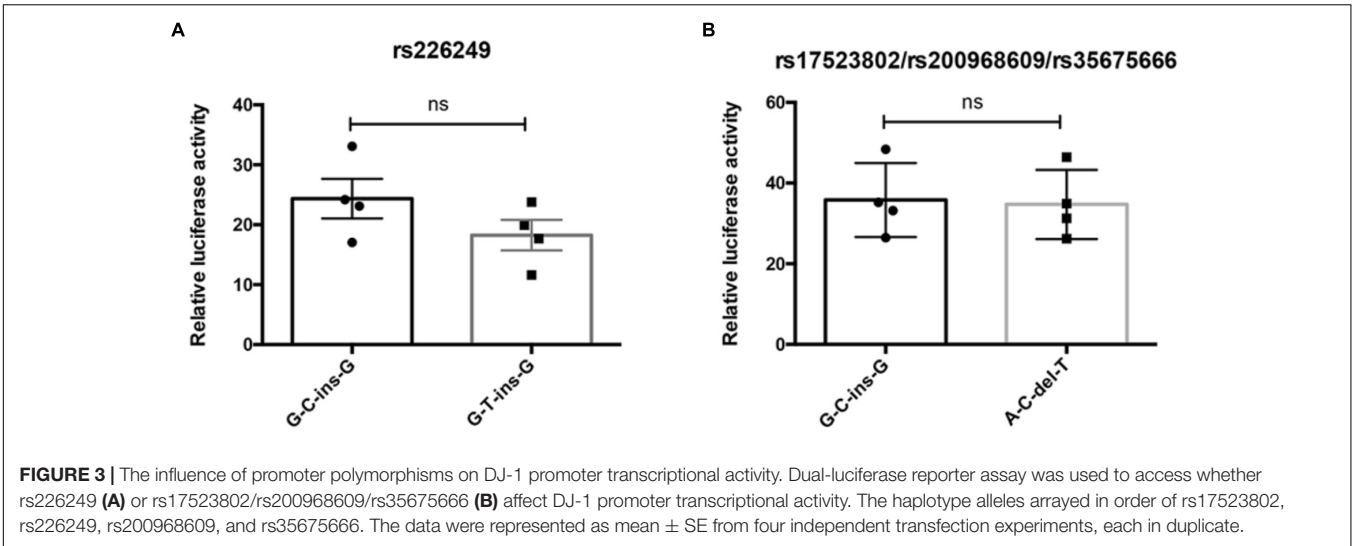 A
rs226249
Relative luciferase activity
40
30
20
10
0
ns
G-C-ins-G
G-T-ins-G
B
rs17523802/rs200968609/rs35675666
Relative luciferase activity
60
40
20
0
ns
G-C-ins-G
A-C-del-T
FIGURE 3 | The influence of promoter polymorphisms on DJ-1 promoter transcriptional activity. Dual-luciferase reporter assay was used to access whether
rs226249 (A) or rs17523802/rs200968609/rs35675666 (B) affect DJ-1 promoter transcriptional activity. The haplotype alleles arrayed in order of rs17523802,
rs226249, rs200968609, and rs35675666. The data were represented as mean ± SE from four independent transfection experiments, each in duplicate.